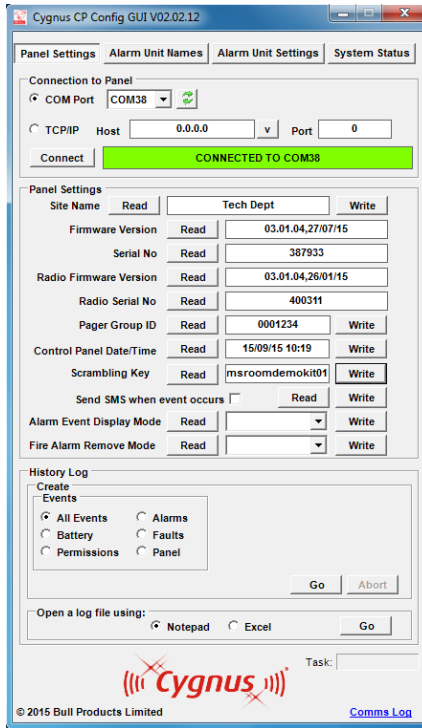 Cygnus CP Config GUI V02.02.12
Panel Settings Alarm Unit Names Alarm Unit Settings System Status
Connection to Panel
COM Port COM38
TCP/IP Host 0.0.0.0 v Port 0
Connect CONNECTED TO COM38
Panel Settings
Site Name Read Tech Dept Write
Firmware Version Read 03.01.04,27/07/15
Serial No Read 387933
Radio Firmware Version Read 03.01.04,26/01/15
Radio Serial No Read 400311
Pager Group ID Read 0001234 Write
Control Panel Date/Time Read 15/09/15 10:19 Write
Scrambling Key Read msroomdemokit01 Write
Send SMS when event occurs Read Write
Alarm Event Display Mode Read Write
Fire Alarm Remove Mode Read Write
History Log
Create
Events
All Events Alarms
Battery Faults
Permissions Panel
Go Abort
Open a log file using:
Notepad Excel Go
Task:
Cygnus
© 2015 Bull Products Limited Comms Log